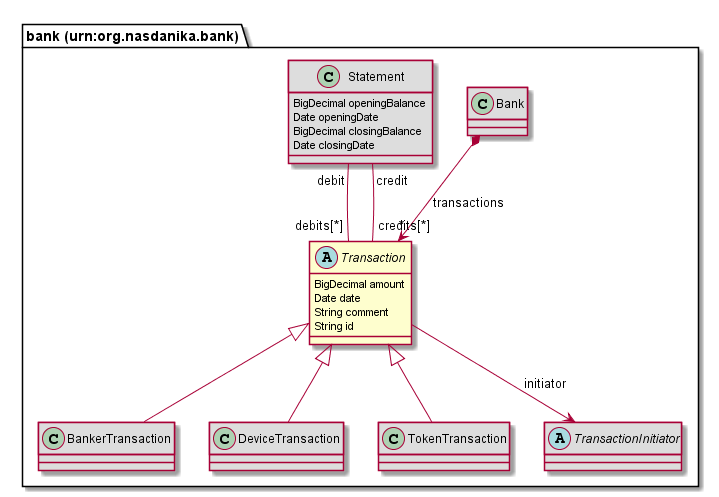 bank (urn:org.nasdanika.bank)
C Statement
BigDecimal openingBalance
Date openingDate
BigDecimal closingBalance
Date closingDate
C Bank
debit
credit
transactions
debits[*]
credits[*]
*
A Transaction
BigDecimal amount
Date date
String comment
String id
initiator
C BankerTransaction
C DeviceTransaction
C TokenTransaction
A TransactionInitiator